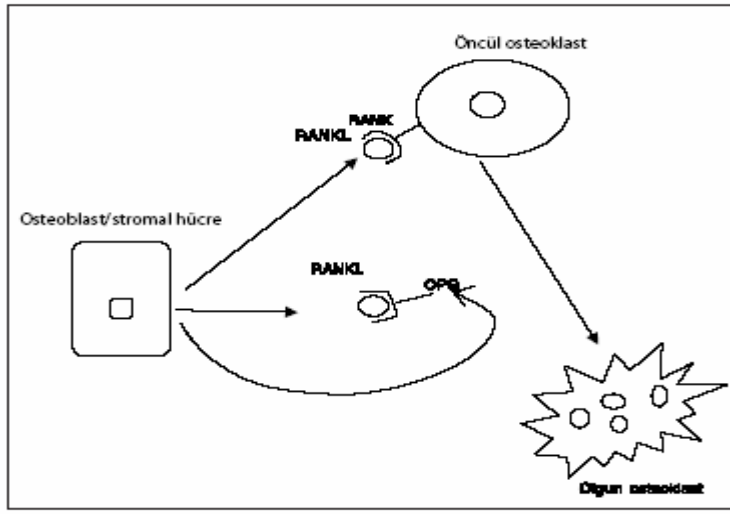 Öncül osteoklast
RANK
RANKL
Osteoblast/stromal hücre
RANKL
OPG
Olgun osteoklast